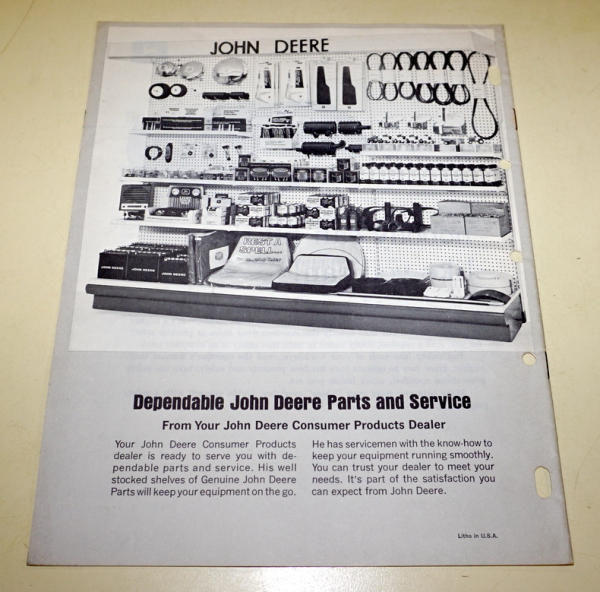 JOHN DEERE
REST A
SPELL...
JOHN DEERE
JOHN DEERE
Dependable John Deere Parts and Service
From Your John Deere Consumer Products Dealer
Your John Deere Consumer Products
dealer is ready to serve you with de-
pendable parts and service. His well
stocked shelves of Genuine John Deere
Parts will keep your equipment on the go.
He has servicemen with the know-how to
keep your equipment running smoothly.
You can trust your dealer to meet your
needs. It's part of the satisfaction you
can expect from John Deere.
Litho in U.S.A.